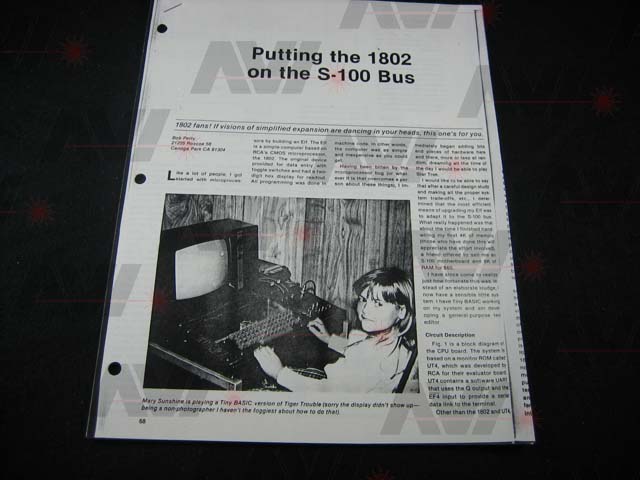 Putting the 1802
on the S-100 Bus
1802 fans! If visions of simplified expansion are dancing in your heads, this one's for you.
Bob Perry
21235 Roscoe 56
Canoga Park CA 91304
Like a lot of people, I got
started with microproces-
sors by building an Elf. The Elf
is a simple computer based on
RCA's CMOS microprocessor,
the 1802. The original device
provided for data entry with
toggle switches and had a two-
digit hex display for readout.
All programming was done in
machine code. In other words,
the computer was as simple
and inexpensive as you could
get.
Having been bitten by the
microprocessor bug (or what-
ever it is that overcomes a per-
son about these things), I im-
mediately began adding bits
and pieces of hardware here
and there, more or less at ran-
dom, dreaming all the time of
the day I would be able to play
Star Trek.
I would like to be able to say
that after a careful design study
and making all the proper sys-
tem trade-offs, etc., I deter-
mined that the most efficient
means of upgrading my Elf was
to adapt it to the S-100 bus.
What really happened was that
about the time I finished hand
wiring my first 4K of memory
(those who have done this will
appreciate the effort involved),
a friend offered to sell me an
S-100 motherboard and 8K of
RAM for $60.
I have since come to realize
just how fortunate this was. In-
stead of an elaborate kludge, I
now have a sensible little sys-
tem. I have Tiny BASIC working
on my system and am devel-
oping a general-purpose text
editor.
Circuit Description
Fig. 1 is a block diagram of
the CPU board. The system is
based on a monitor ROM called
UT4, which was developed by
RCA for their evaluation board.
UT4 contains a software UART
that uses the Q output and the
EF4 input to provide a serial
data link to the terminal.
Other than the 1802 and UT4,
Mary Sunshine is playing a Tiny BASIC version of Tiger Trouble (sorry the display didn't show up—
being a non-photographer I haven't the foggiest about how to do that).
68